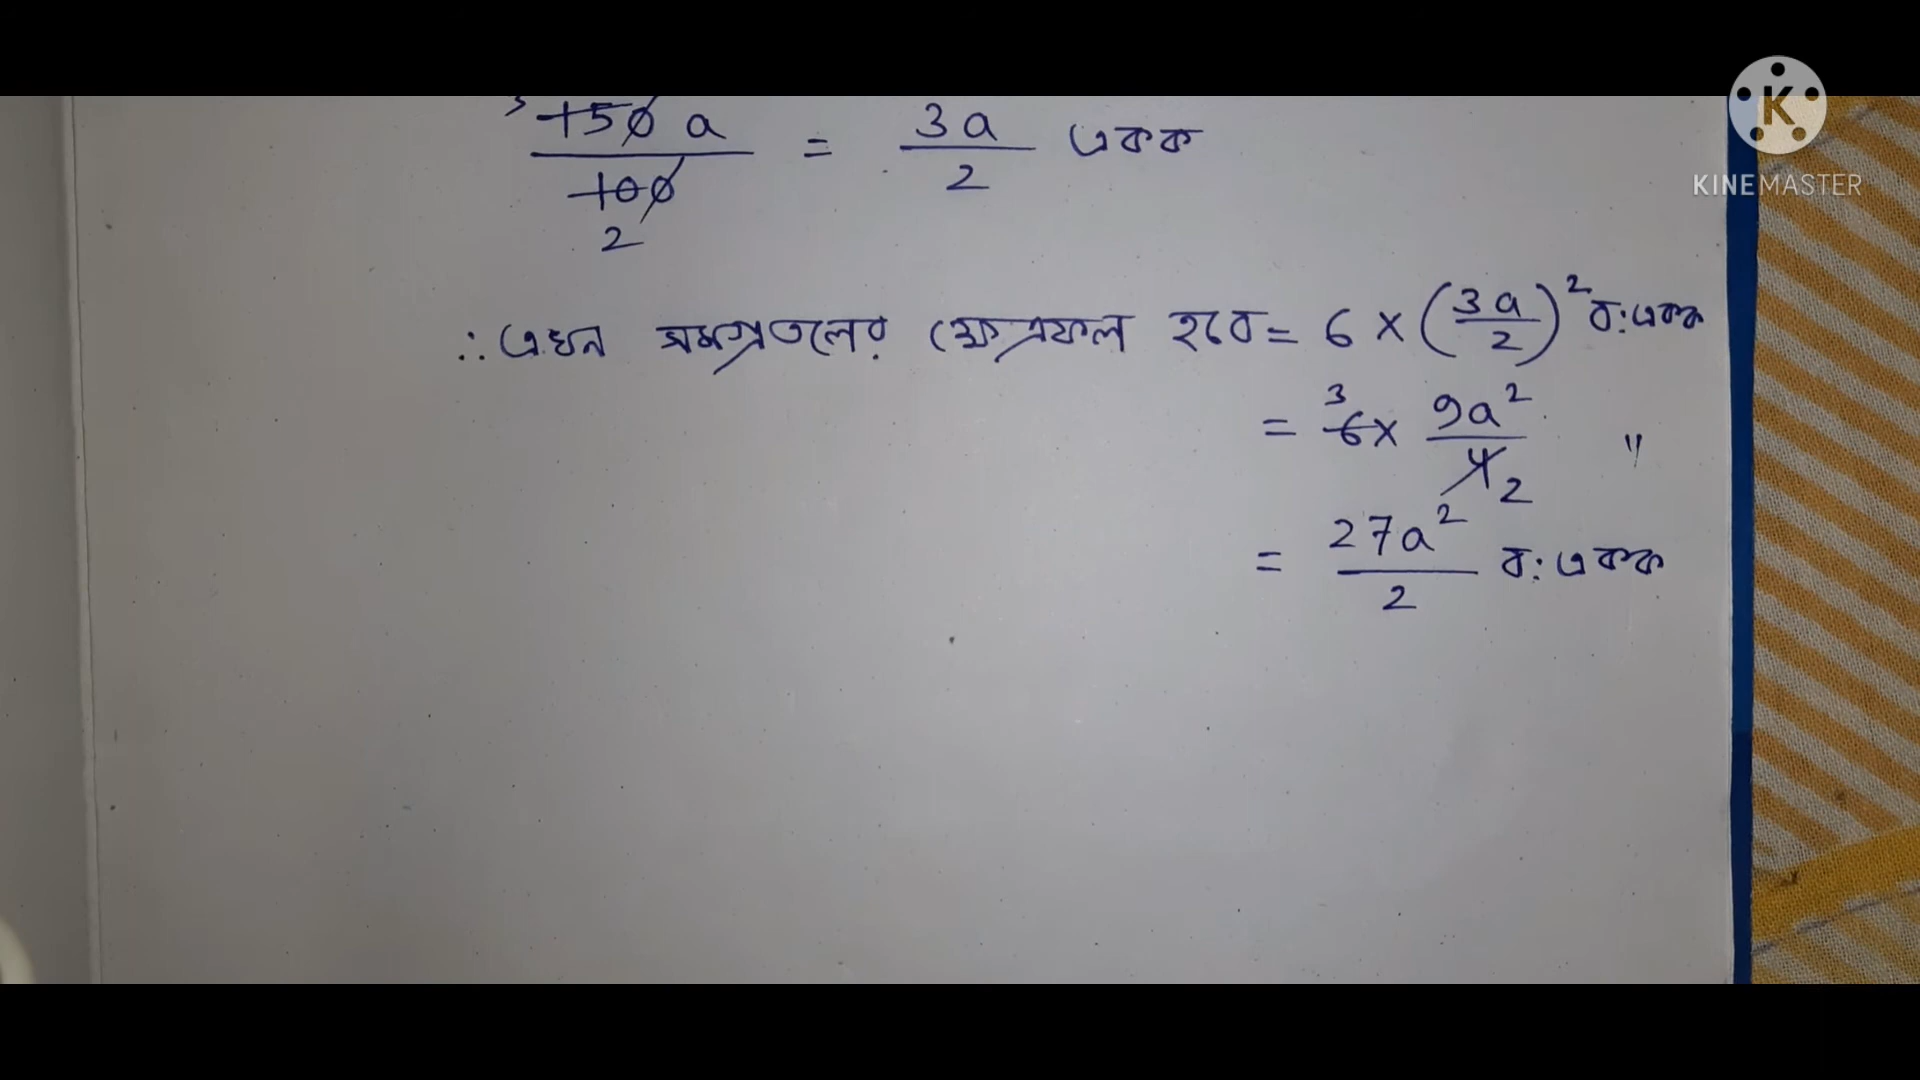 3
150 a / 100 = 3a / 2 একক
2
∴ এখন সমগ্রতলের ক্ষেত্রফল হবে = 6 × (3a/2)² ব: একক
= 6 × 9a²/4 "
3 2
= 27a²/2 ব: একক
K
KINEMASTER